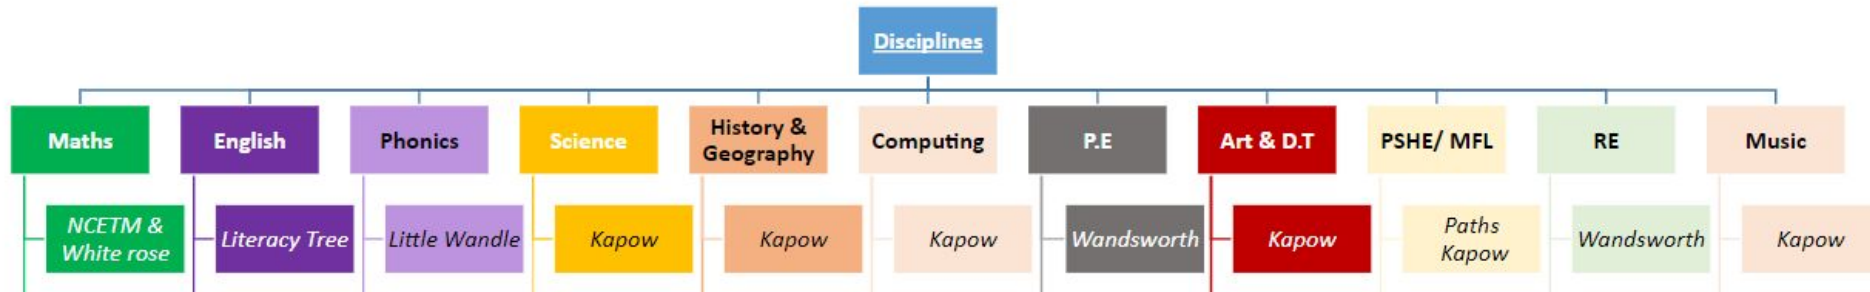 Disciplines
Maths
English
Phonics
Science
History &
Geography
Computing
P.E
Art & D.T
PSHE/ MFL
RE
Music
NCETM &
White rose
Literacy Tree
Little Wandle
Kapow
Kapow
Kapow
Wandsworth
Kapow
Paths
Kapow
Wandsworth
Kapow